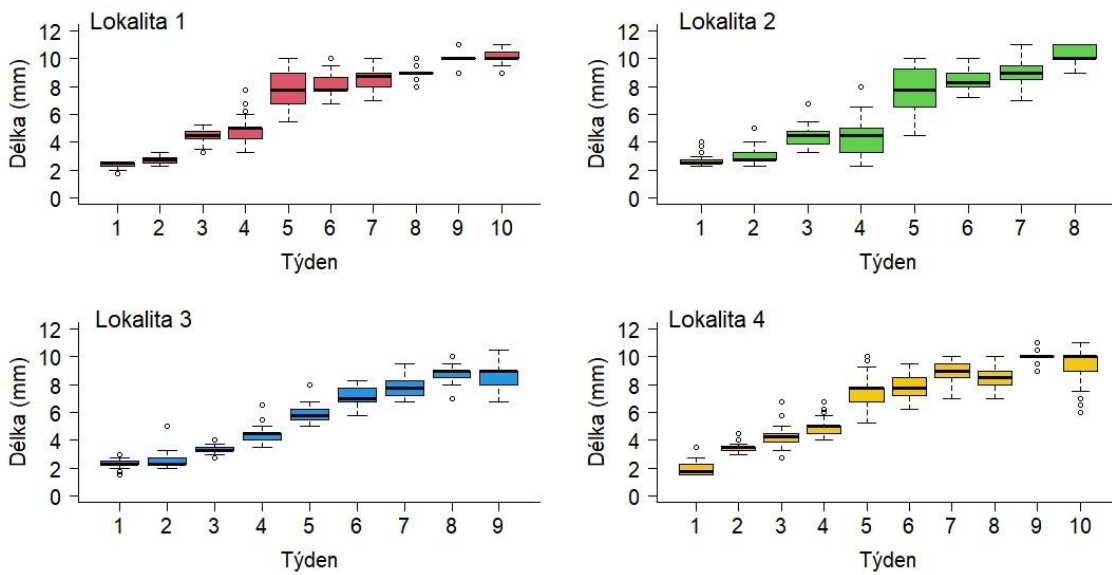 Lokalita 1
Délka (mm)
12
10
8
6
4
2
0
1 2 3 4 5 6 7 8 9 10
Týden
Lokalita 2
Délka (mm)
12
10
8
6
4
2
0
1 2 3 4 5 6 7 8
Týden
Lokalita 3
Délka (mm)
12
10
8
6
4
2
0
1 2 3 4 5 6 7 8 9
Týden
Lokalita 4
Délka (mm)
12
10
8
6
4
2
0
1 2 3 4 5 6 7 8 9 10
Týden